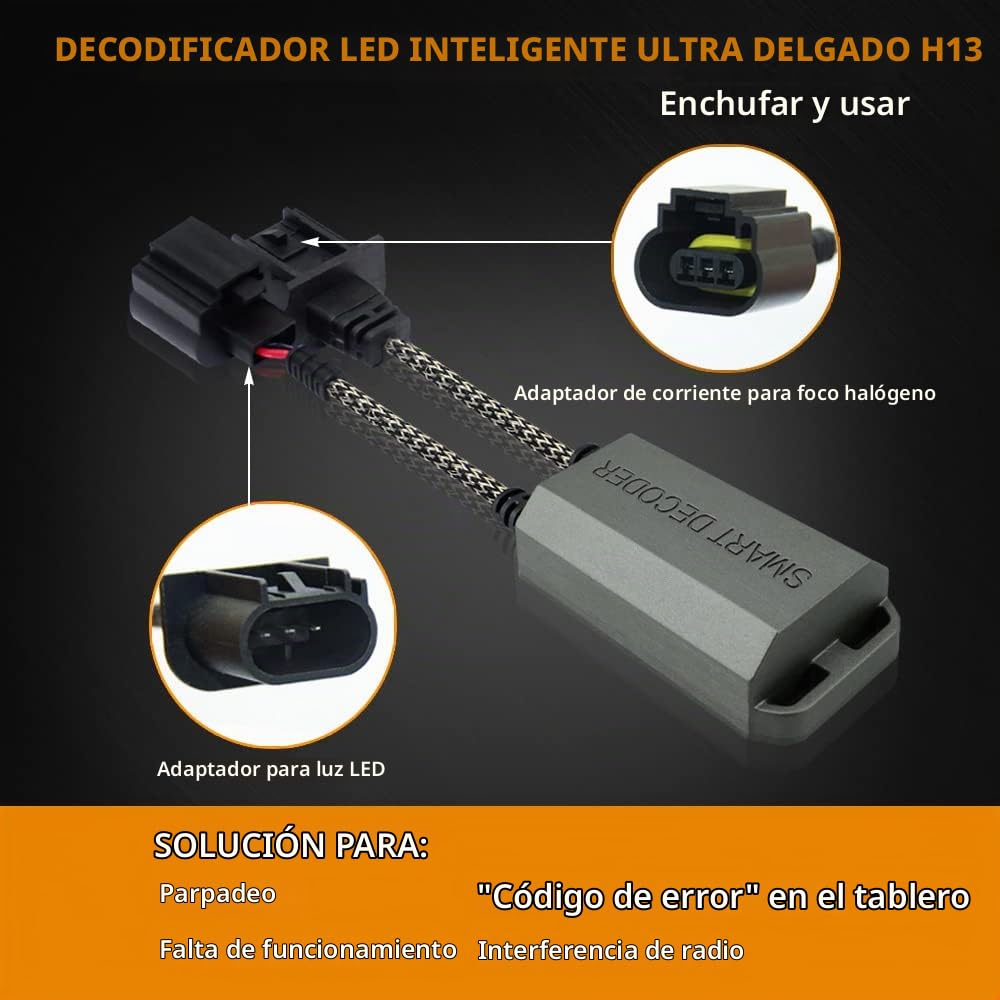 DECODIFICADOR LED INTELIGENTE ULTRA DELGADO H13
Enchufar y usar
Adaptador de corriente para foco halógeno
SMART DECODER
Adaptador para luz LED
SOLUCIÓN PARA:
Parpadeo
"Código de error" en el tablero
Falta de funcionamiento
Interferencia de radio